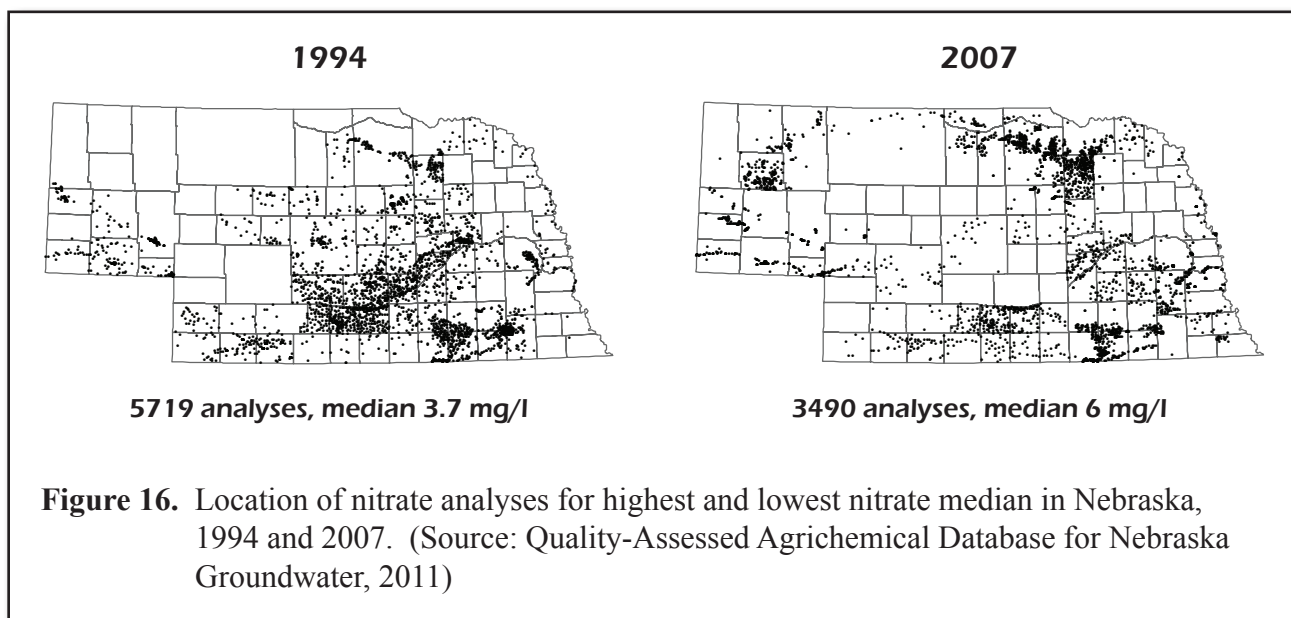 1994
2007
5719 analyses, median 3.7 mg/l
3490 analyses, median 6 mg/l
Figure 16. Location of nitrate analyses for highest and lowest nitrate median in Nebraska,
1994 and 2007. (Source: Quality-Assessed Agrichemical Database for Nebraska
Groundwater, 2011)